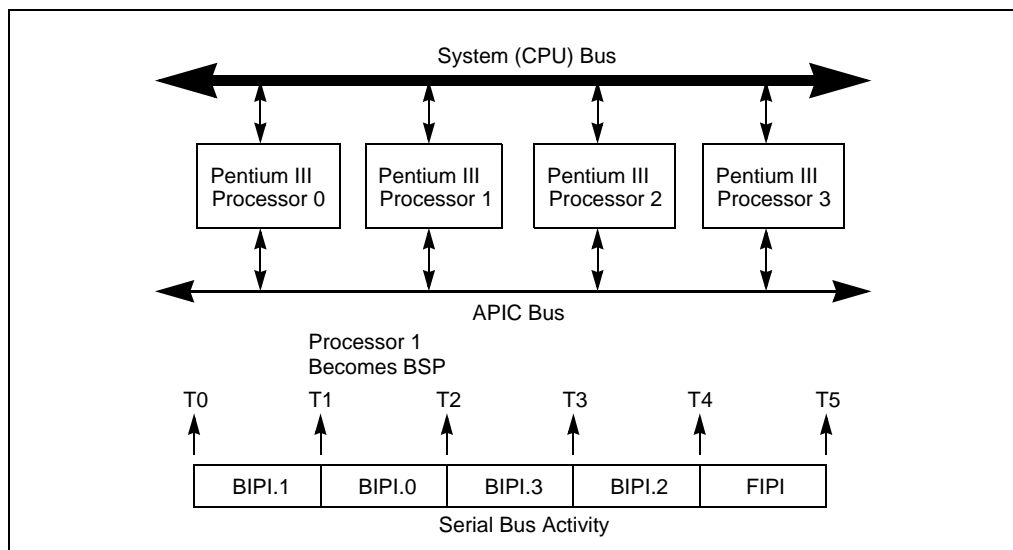 System (CPU) Bus
Pentium III
Processor 0
Pentium III
Processor 1
Pentium III
Processor 2
Pentium III
Processor 3
APIC Bus
Processor 1
Becomes BSP
T0 T1 T2 T3 T4 T5
BIPI.1 BIPI.0 BIPI.3 BIPI.2 FIPI
Serial Bus Activity